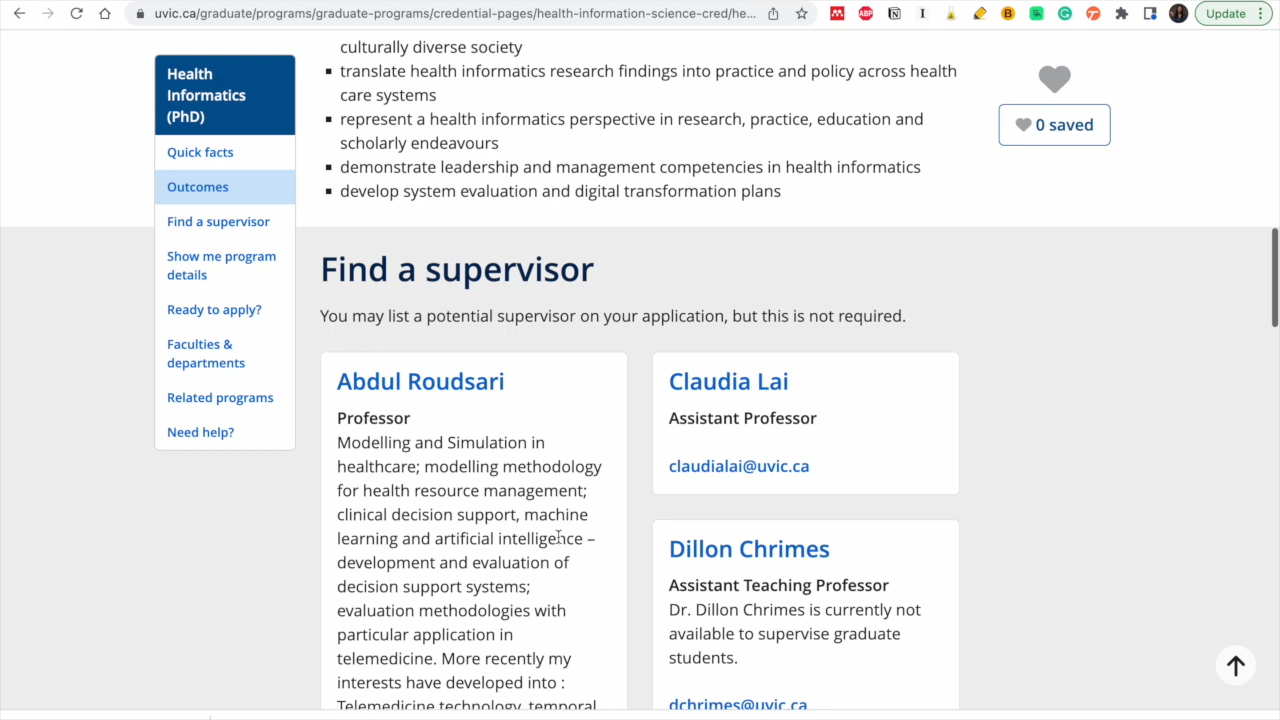 uvic.ca/graduate/programs/graduate-programs/credential-pages/health-information-science-cred/he...
Update
Health
Informatics
(PhD)
Quick facts
Outcomes
Find a supervisor
Show me program
details
Ready to apply?
Faculties &
departments
Related programs
Need help?
culturally diverse society
translate health informatics research findings into practice and policy across health
care systems
represent a health informatics perspective in research, practice, education and
scholarly endeavours
demonstrate leadership and management competencies in health informatics
develop system evaluation and digital transformation plans
0 saved
Find a supervisor
You may list a potential supervisor on your application, but this is not required.
Abdul Roudsari
Professor
Modelling and Simulation in
healthcare; modelling methodology
for health resource management;
clinical decision support, machine
learning and artificial intelligence –
development and evaluation of
decision support systems;
evaluation methodologies with
particular application in
telemedicine. More recently my
interests have developed into :
Telemedicine technology, temporal
Claudia Lai
Assistant Professor
claudialai@uvic.ca
Dillon Chrimes
Assistant Teaching Professor
Dr. Dillon Chrimes is currently not
available to supervise graduate
students.
dchrimes@uvic.ca